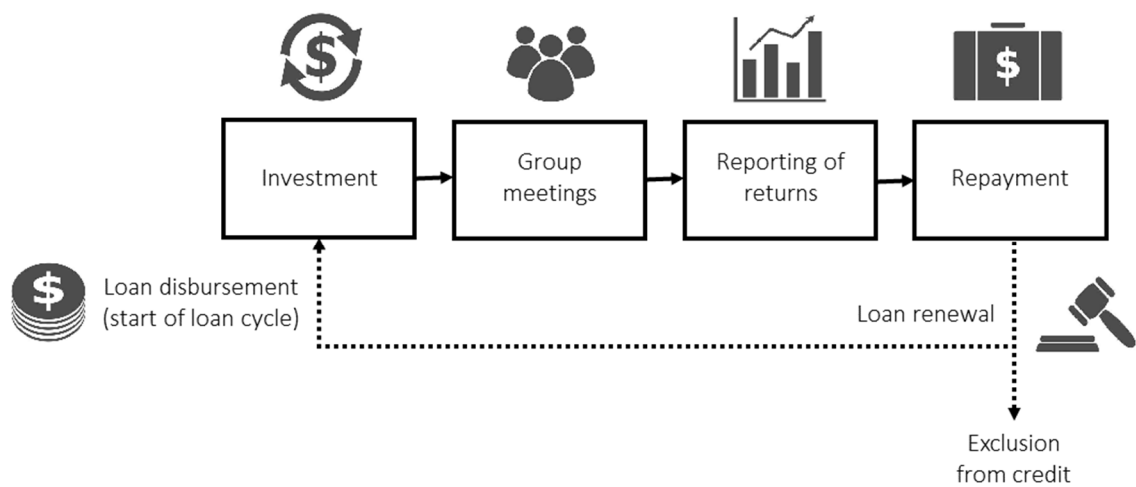 $
$
Investment
Group
meetings
Reporting of
returns
Repayment
$
Loan disbursement
(start of loan cycle)
Loan renewal
Exclusion
from credit